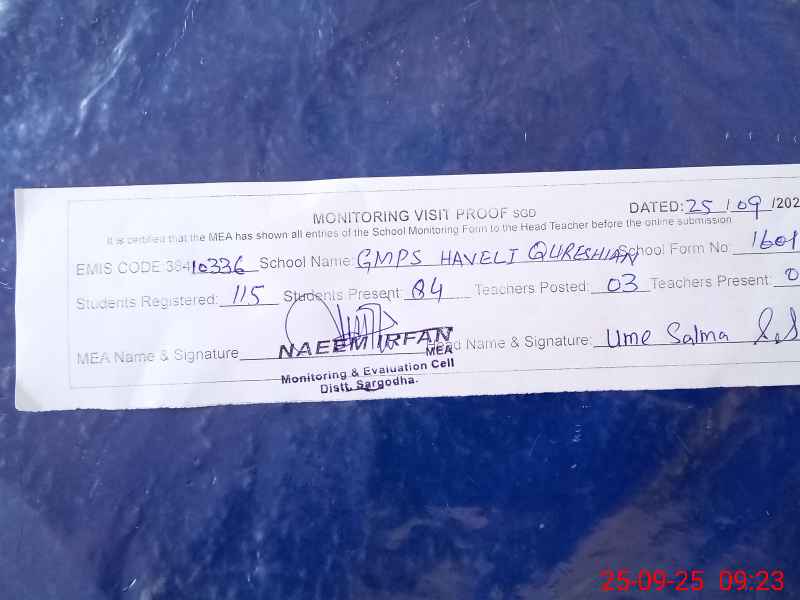 MONITORING VISIT PROOF SGD
DATED: 25/09/202
It is certified that the MEA has shown all entries of the School Monitoring Form to the Head Teacher before the online submission
EMIS CODE 38410336 School Name: GMPS HAVELI QURESHIAN School Form No: 1601
Students Registered: 115 Students Present: 84 Teachers Posted: 03 Teachers Present: 0
MEA Name & Signature NAEEM IRFAN Head Name & Signature: Ume Salma
MEA
Monitoring & Evaluation Cell
Distt. Sargodha.
25-09-25 09:23